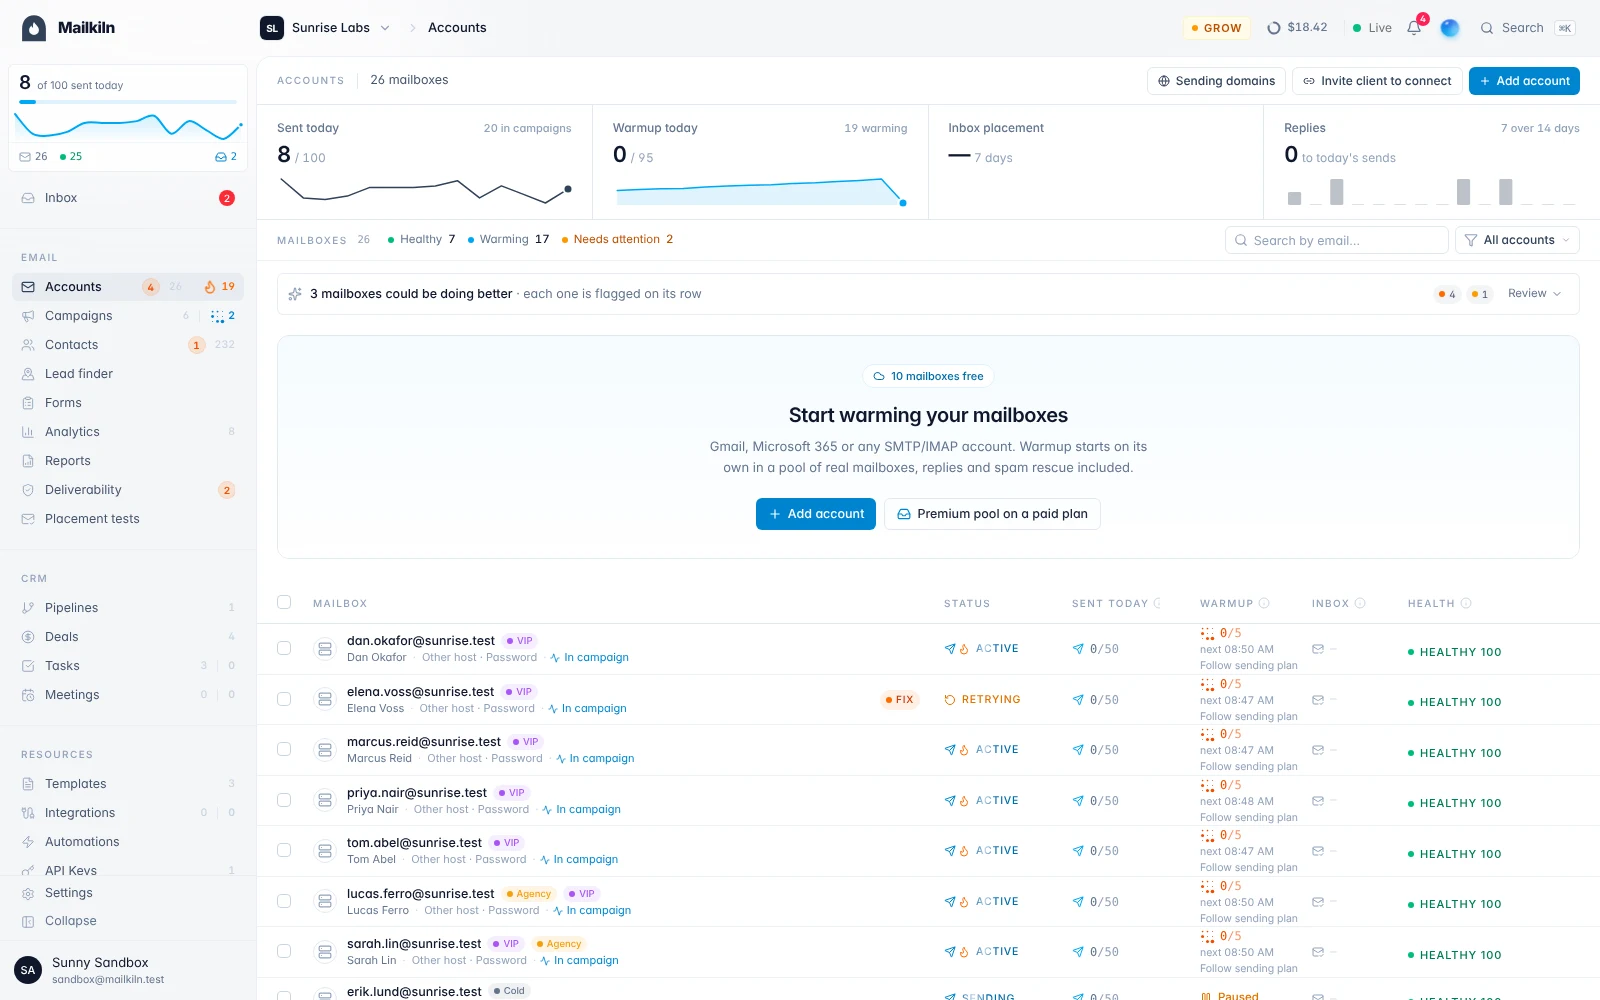 Mailkiln
SL Sunrise Labs
Accounts
GROW
$18.42
Live
4
Search
⌘K
8 of 100 sent today
26
25
2
Inbox
2
EMAIL
Accounts 4 26 19
Campaigns 6 2
Contacts 1 232
Lead finder
Forms
Analytics 8
Reports
Deliverability 2
Placement tests
CRM
Pipelines 1
Deals 4
Tasks 3 0
Meetings 0 0
RESOURCES
Templates 3
Integrations 0 0
Automations
API Keys 1
Settings
Collapse
SA
Sunny Sandbox
sandbox@mailkiln.test
ACCOUNTS
26 mailboxes
Sending domains
Invite client to connect
+ Add account
Sent today
20 in campaigns
8 / 100
Warmup today
19 warming
0 / 95
Inbox placement
— 7 days
Replies
7 over 14 days
0 to today's sends
MAILBOXES 26
Healthy 7
Warming 17
Needs attention 2
Search by email...
All accounts
3 mailboxes could be doing better · each one is flagged on its row
4
1
Review
10 mailboxes free
Start warming your mailboxes
Gmail, Microsoft 365 or any SMTP/IMAP account. Warmup starts on its
own in a pool of real mailboxes, replies and spam rescue included.
+ Add account
Premium pool on a paid plan
MAILBOX STATUS SENT TODAY WARMUP INBOX HEALTH
dan.okafor@sunrise.test VIP
Dan Okafor · Other host · Password · In campaign
ACTIVE
0/50
0/5
next 08:50 AM
Follow sending plan
–
HEALTHY 100
elena.voss@sunrise.test VIP
Elena Voss · Other host · Password · In campaign
FIX
RETRYING
0/50
0/5
next 08:47 AM
Follow sending plan
–
HEALTHY 100
marcus.reid@sunrise.test VIP
Marcus Reid · Other host · Password · In campaign
ACTIVE
0/50
0/5
next 08:47 AM
Follow sending plan
–
HEALTHY 100
priya.nair@sunrise.test VIP
Priya Nair · Other host · Password · In campaign
ACTIVE
0/50
0/5
next 08:48 AM
Follow sending plan
–
HEALTHY 100
tom.abel@sunrise.test VIP
Tom Abel · Other host · Password · In campaign
ACTIVE
0/50
0/5
next 08:47 AM
Follow sending plan
–
HEALTHY 100
lucas.ferro@sunrise.test Agency VIP
Lucas Ferro · Other host · Password · In campaign
ACTIVE
0/50
0/5
next 08:50 AM
Follow sending plan
–
HEALTHY 100
sarah.lin@sunrise.test VIP Agency
Sarah Lin · Other host · Password · In campaign
ACTIVE
0/50
0/5
next 08:50 AM
Follow sending plan
–
HEALTHY 100
erik.lund@sunrise.test Cold
SENDING
0/50
Paused
HEALTHY 100